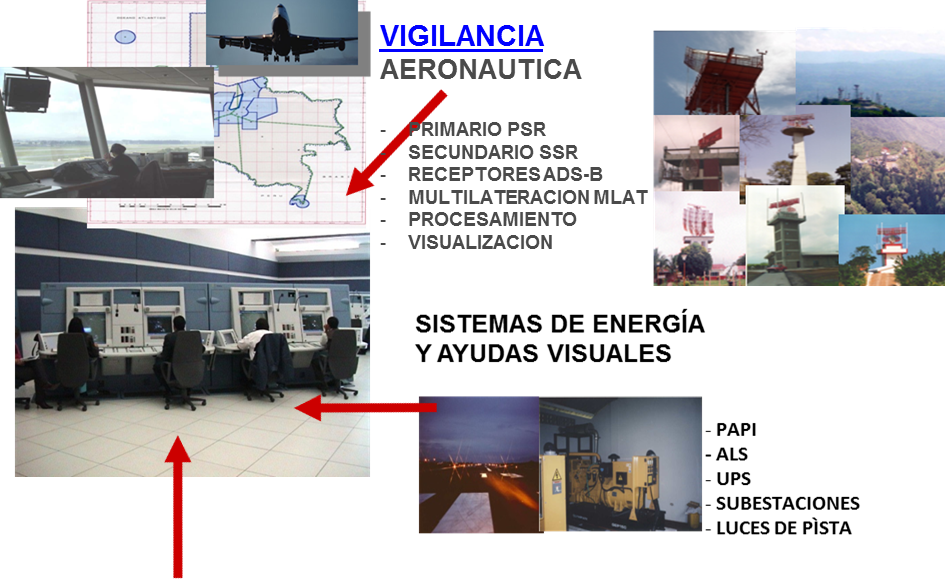 VIGILANCIA
AERONAUTICA
- PRIMARIO PSR
SECUNDARIO SSR
- RECEPTORES ADS-B
- MULTILATERACION MLAT
- PROCESAMIENTO
- VISUALIZACION
SISTEMAS DE ENERGÍA
Y AYUDAS VISUALES
- PAPI
- ALS
- UPS
- SUBESTACIONES
- LUCES DE PÌSTA